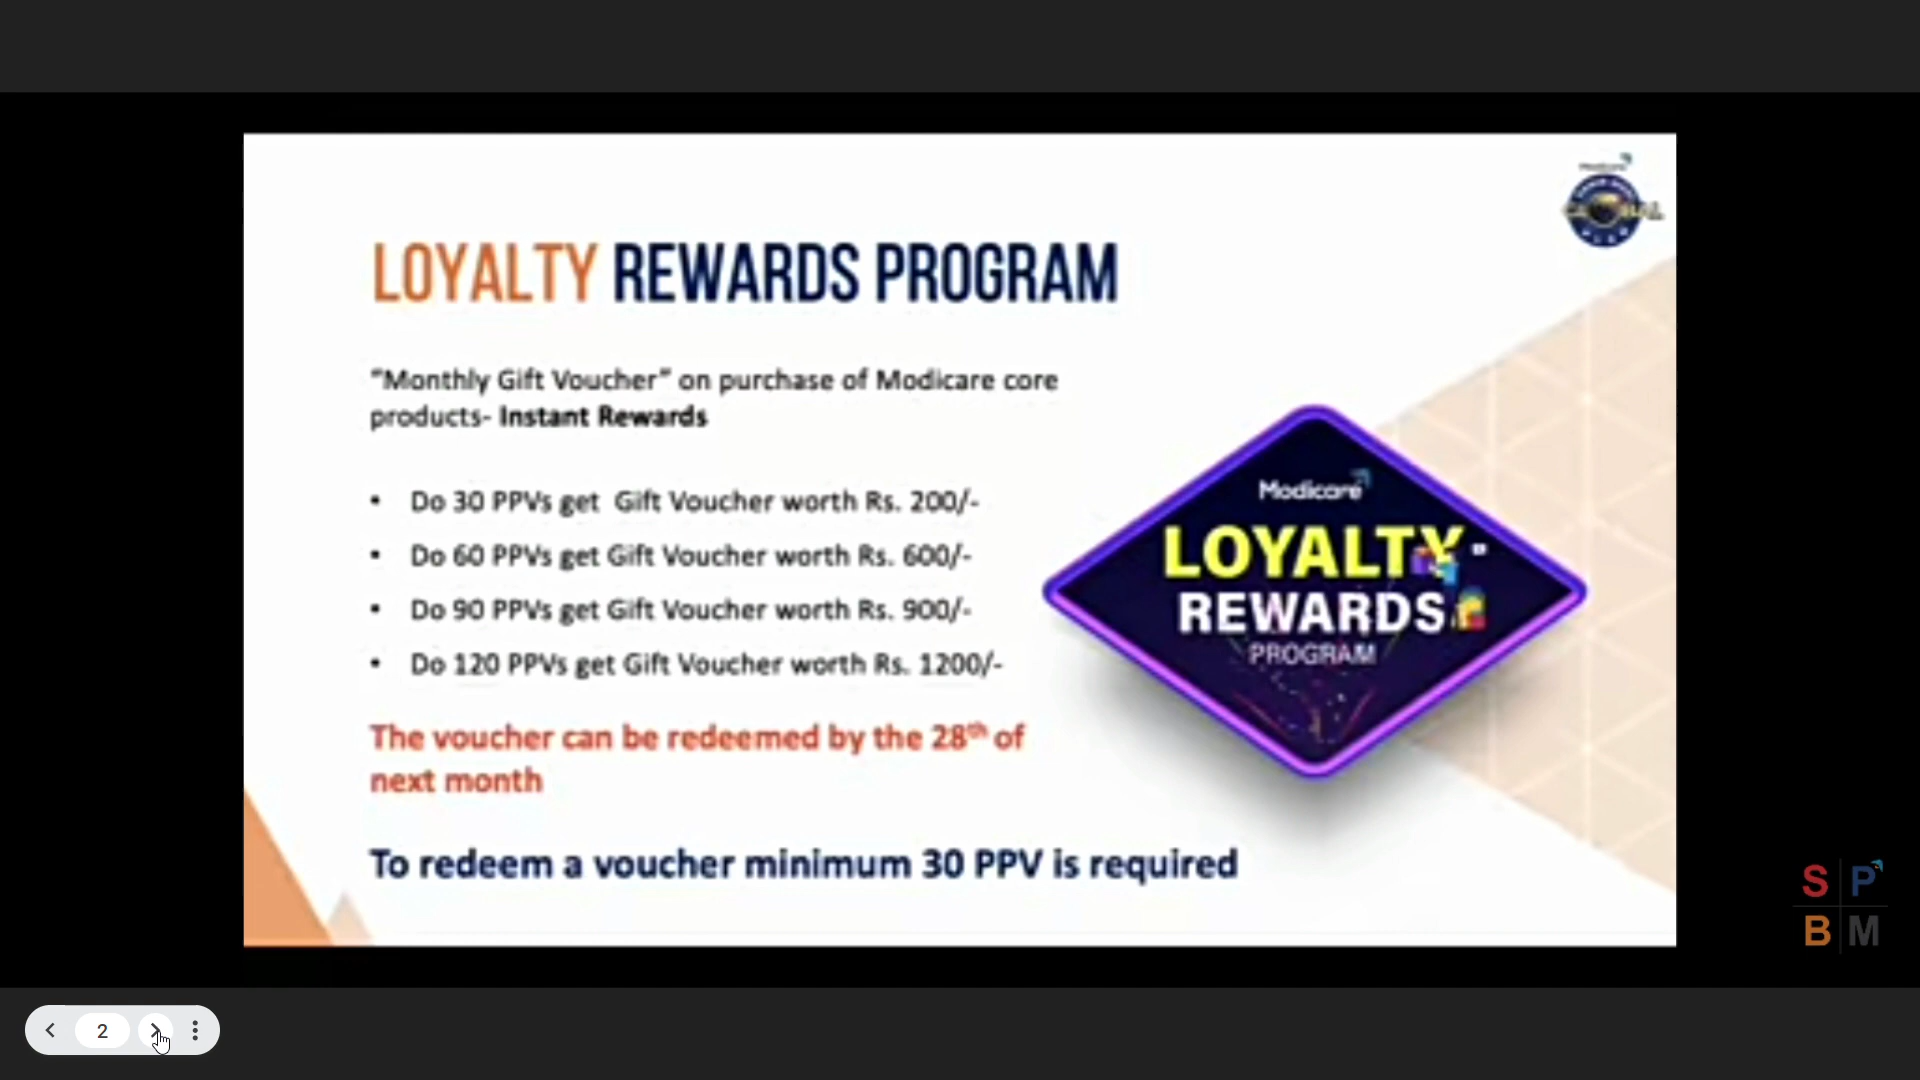 LOYALTY REWARDS PROGRAM
“Monthly Gift Voucher” on purchase of Modicare core
products- Instant Rewards
• Do 30 PPVs get Gift Voucher worth Rs. 200/-
• Do 60 PPVs get Gift Voucher worth Rs. 600/-
• Do 90 PPVs get Gift Voucher worth Rs. 900/-
• Do 120 PPVs get Gift Voucher worth Rs. 1200/-
The voucher can be redeemed by the 28th of
next month
To redeem a voucher minimum 30 PPV is required
Modicare
LOYALTY
REWARDS
PROGRAM
S P
B M
2